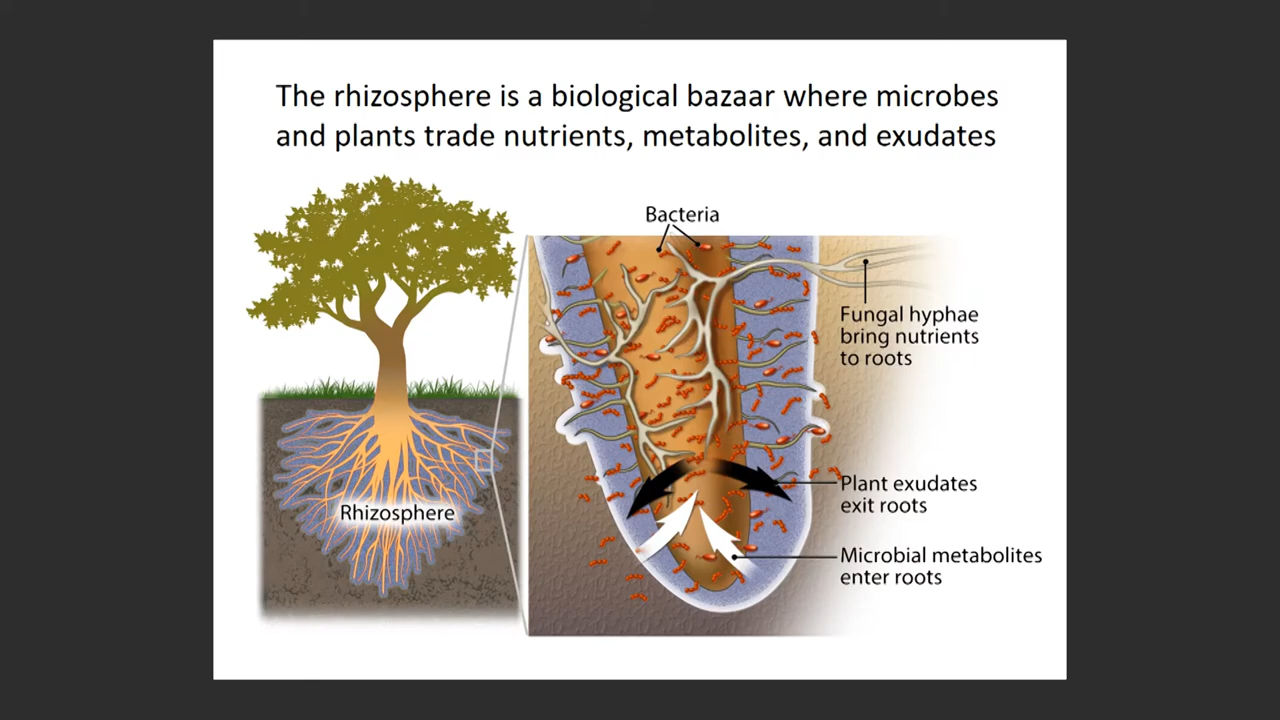 The rhizosphere is a biological bazaar where microbes
and plants trade nutrients, metabolites, and exudates
Bacteria
Fungal hyphae
bring nutrients
to roots
Rhizosphere
Plant exudates
exit roots
Microbial metabolites
enter roots